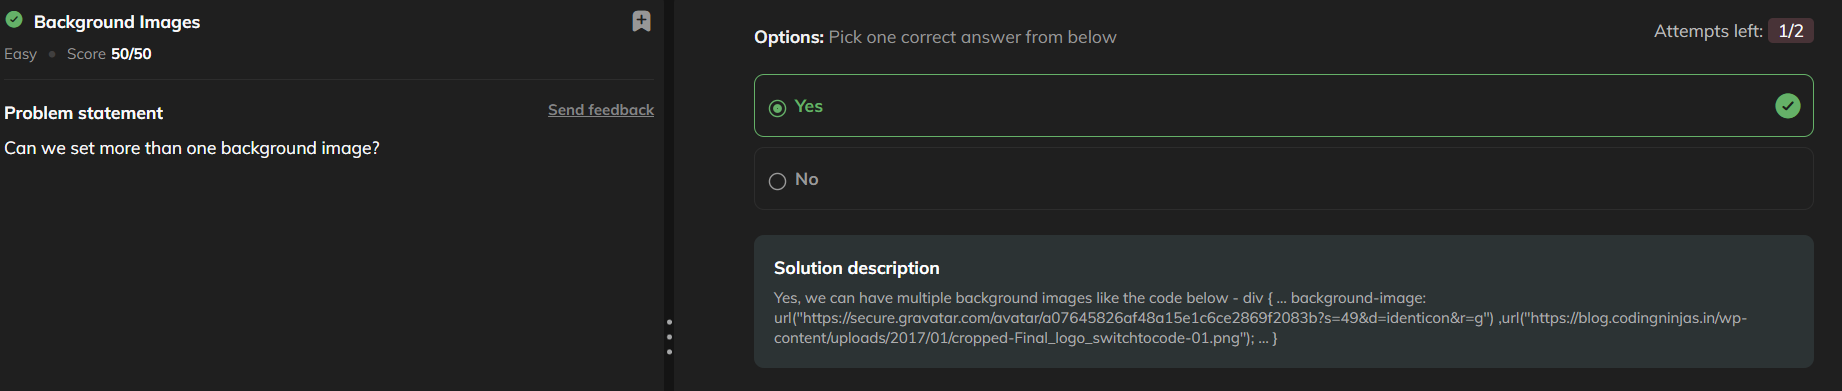 Background Images
Easy • Score 50/50
Problem statement
Send feedback
Can we set more than one background image?
Options: Pick one correct answer from below
Attempts left: 1/2
Yes
No
Solution description
Yes, we can have multiple background images like the code below - div { ... background-image:
url("https://secure.gravatar.com/avatar/a07645826af48a15e1c6ce2869f2083b?s=49&d=identicon&r=g") ,url("https://blog.codingninjas.in/wp-
content/uploads/2017/01/cropped-Final_logo_switchtocode-01.png"); ... }